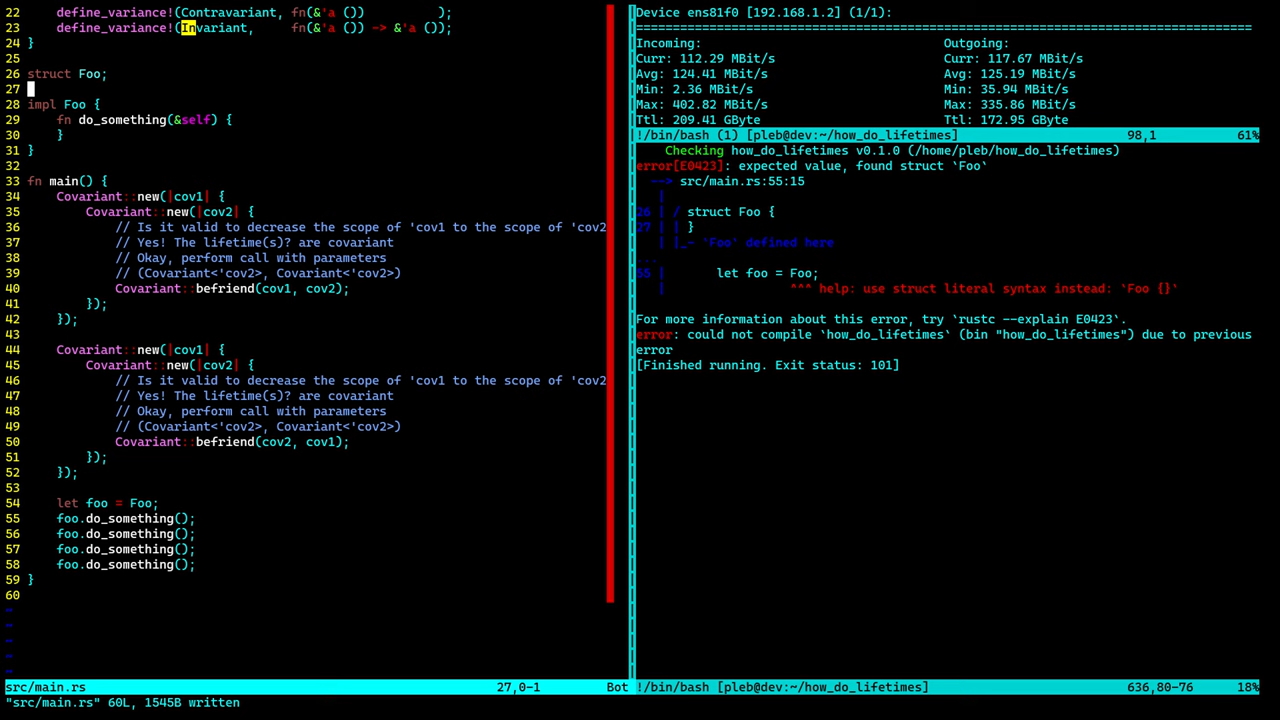 22     define_variance!(Contravariant, fn(&'a ())          );
23     define_variance!(Invariant,     fn(&'a ()) -> &'a ());
24 }
25
26 struct Foo;
27
28 impl Foo {
29     fn do_something(&self) {
30     }
31 }
32
33 fn main() {
34     Covariant::new(|cov1| {
35         Covariant::new(|cov2| {
36             // Is it valid to decrease the scope of 'cov1 to the scope of 'cov2
37             // Yes! The lifetime(s)? are covariant
38             // Okay, perform call with parameters
39             // (Covariant<'cov2>, Covariant<'cov2>)
40             Covariant::befriend(cov1, cov2);
41         });
42     });
43
44     Covariant::new(|cov1| {
45         Covariant::new(|cov2| {
46             // Is it valid to decrease the scope of 'cov1 to the scope of 'cov2
47             // Yes! The lifetime(s)? are covariant
48             // Okay, perform call with parameters
49             // (Covariant<'cov2>, Covariant<'cov2>)
50             Covariant::befriend(cov2, cov1);
51         });
52     });
53
54     let foo = Foo;
55     foo.do_something();
56     foo.do_something();
57     foo.do_something();
58     foo.do_something();
59 }
60
~
~
~
~
~
src/main.rs 27,0-1 Bot
"src/main.rs" 60L, 1545B written
Device ens81f0 [192.168.1.2] (1/1):
================================================================================
Incoming: Outgoing:
Curr: 112.29 MBit/s Curr: 117.67 MBit/s
Avg: 124.41 MBit/s Avg: 125.19 MBit/s
Min: 2.36 MBit/s Min: 35.94 MBit/s
Max: 402.82 MBit/s Max: 335.86 MBit/s
Ttl: 209.41 GByte Ttl: 172.95 GByte
!/bin/bash (1) [pleb@dev:~/how_do_lifetimes] 98,1 61%
    Checking how_do_lifetimes v0.1.0 (/home/pleb/how_do_lifetimes)
error[E0423]: expected value, found struct `Foo`
  --> src/main.rs:55:15
   |
26 | / struct Foo {
27 | | }
   | |_- `Foo` defined here
...
55 |       let foo = Foo;
   |                 ^^^ help: use struct literal syntax instead: `Foo {}`

For more information about this error, try `rustc --explain E0423`.
error: could not compile `how_do_lifetimes` (bin "how_do_lifetimes") due to previous
error
[Finished running. Exit status: 101]
!/bin/bash [pleb@dev:~/how_do_lifetimes] 636,80-76 18%